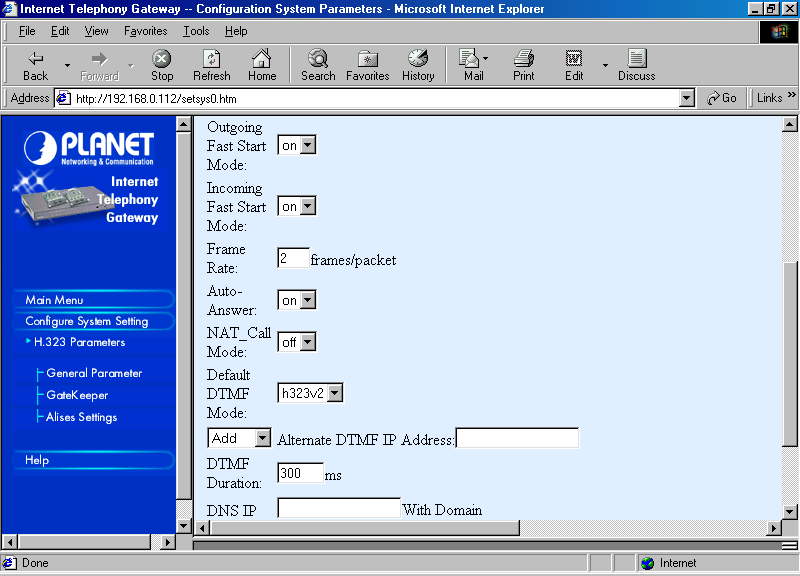 Internet Telephony Gateway -- Configuration System Parameters - Microsoft Internet Explorer
File Edit View Favorites Tools Help
Back Forward Stop Refresh Home Search Favorites History Mail Print Edit Discuss
Address http://192.168.0.112/setsys0.htm Go Links »
PLANET
Networking & Communication
Internet
Telephony
Gateway
Main Menu
Configure System Setting
H.323 Parameters
General Parameter
GateKeeper
Alises Settings
Help
Outgoing
Fast Start on
Mode:
Incoming
Fast Start on
Mode:
Frame
Rate: 2 frames/packet
Auto-
Answer: on
NAT_Call
Mode: off
Default
DTMF h323v2
Mode:
Add Alternate DTMF IP Address:
DTMF
Duration: 300 ms
DNS IP With Domain
Done Internet